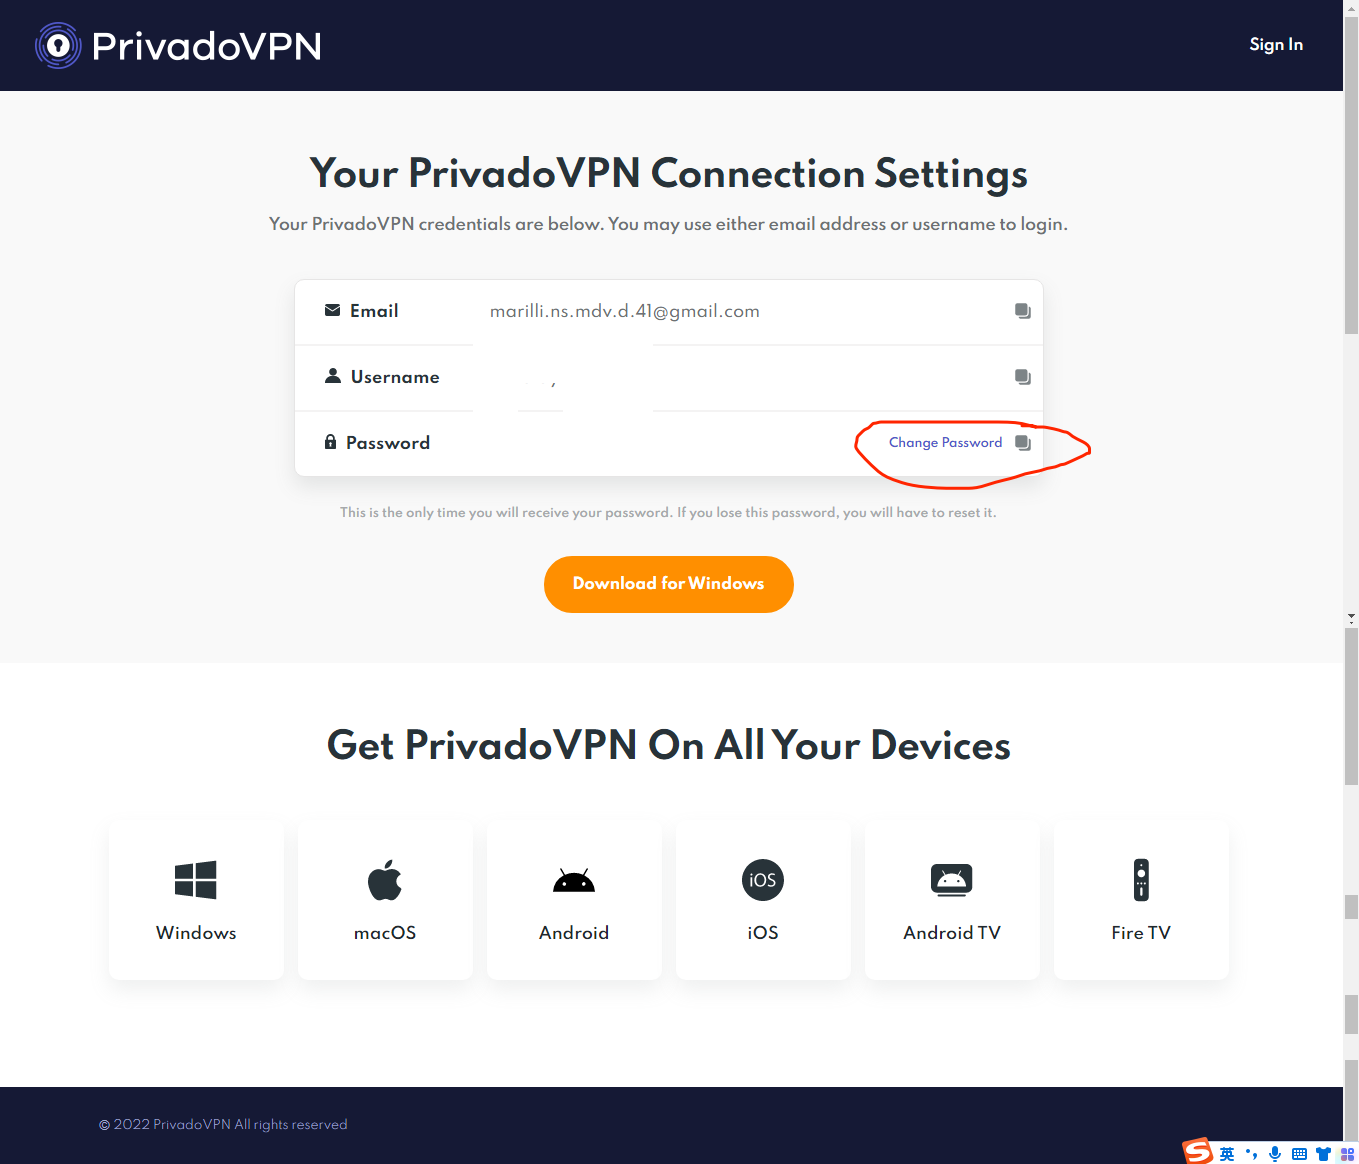 PrivadoVPN
Sign In
Your PrivadoVPN Connection Settings
Your PrivadoVPN credentials are below. You may use either email address or username to login.
Email marilli.ns.mdv.d.41@gmail.com
Username
Password Change Password
This is the only time you will receive your password. If you lose this password, you will have to reset it.
Download for Windows
Get PrivadoVPN On All Your Devices
Windows
macOS
Android
iOS
iOS
Android TV
Fire TV
© 2022 PrivadoVPN All rights reserved
S 英